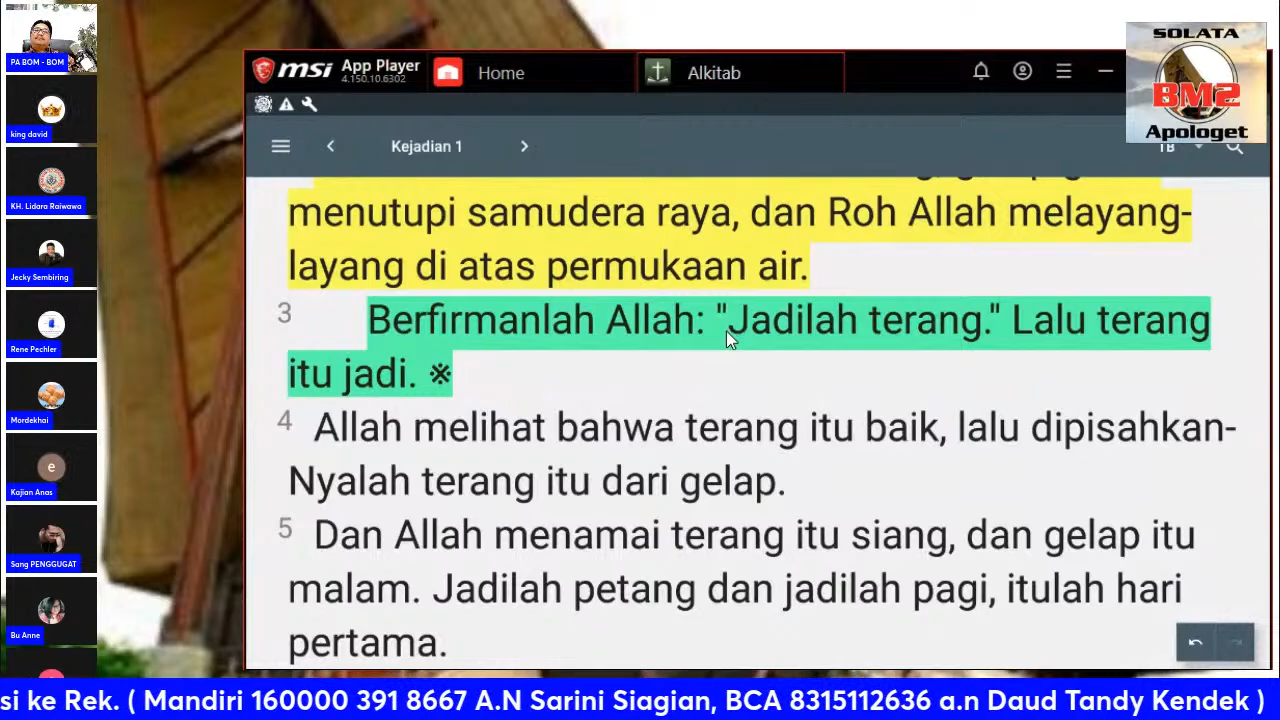 PA BOM - BOM
king david
KH. Lidara Raiwawa
Jecky Sembiring
Rene Pechler
Mordekhai
e
Kajian Anas
Sang PENGGUGAT
Bu Anne
msi App Player
4.150.10.6302
Home
Alkitab
SOLATA
BM2
Apologet
Kejadian 1
TB
menutupi samudera raya, dan Roh Allah melayang-
layang di atas permukaan air.
3 Berfirmanlah Allah: "Jadilah terang." Lalu terang
itu jadi. ※
4 Allah melihat bahwa terang itu baik, lalu dipisahkan-
Nyalah terang itu dari gelap.
5 Dan Allah menamai terang itu siang, dan gelap itu
malam. Jadilah petang dan jadilah pagi, itulah hari
pertama.
si ke Rek. ( Mandiri 160000 391 8667 A.N Sarini Siagian, BCA 8315112636 a.n Daud Tandy Kendek )